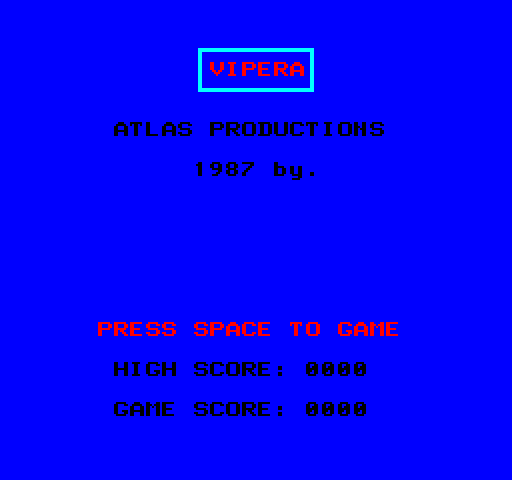 VIPERA
ATLAS PRODUCTIONS
1987 by.
PRESS SPACE TO GAME
HIGH SCORE: 0000
GAME SCORE: 0000